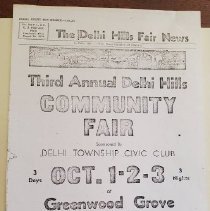 The Delhi Hills Fair News
Third Annual Delhi Hills
COMMUNITY
FAIR
Sponsored By
DELHI TOWNSHIP CIVIC CLUB
3 Days OCT. 1-2-3 3 Nights
at
Greenwood Grove